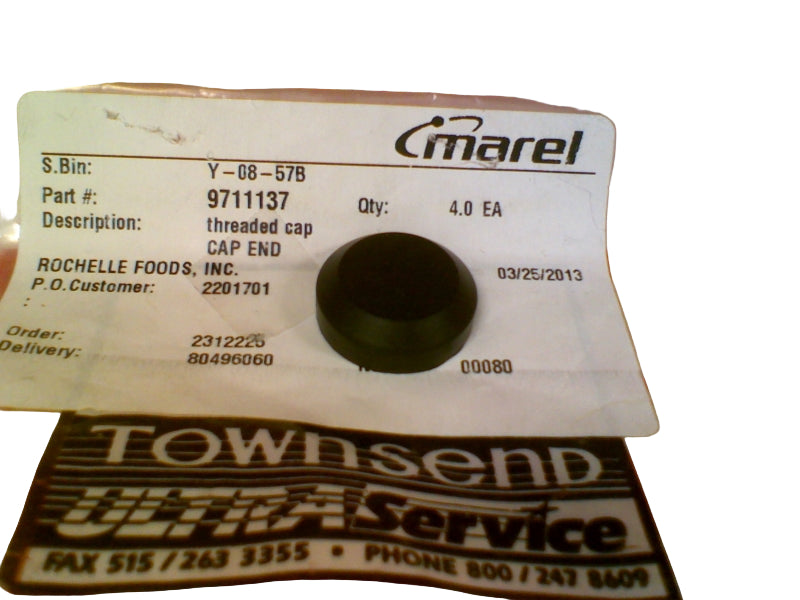 marel
S.Bin: Y-08-57B
Part #: 9711137 Qty: 4.0 EA
Description: threaded cap
CAP END
ROCHELLE FOODS, INC. 03/25/2013
P.O.Customer: 2201701
: .
Order: 2312225
Delivery: 80496060 00080
TOWNSEND
ULTRA Service
FAX 515 / 263 3355 • PHONE 800 / 247 8609